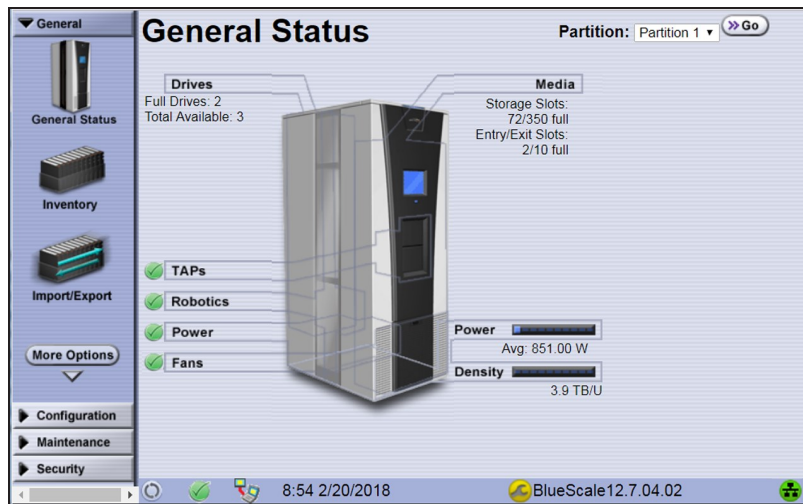 General
General Status
Partition:
Partition 1
Go
General Status
Inventory
Import/Export
More Options
Configuration
Maintenance
Security
Drives
Full Drives: 2
Total Available: 3
Media
Storage Slots:
72/350 full
Entry/Exit Slots:
2/10 full
TAPs
Robotics
Power
Fans
Power
Avg: 851.00 W
Density
3.9 TB/U
8:54 2/20/2018
BlueScale12.7.04.02